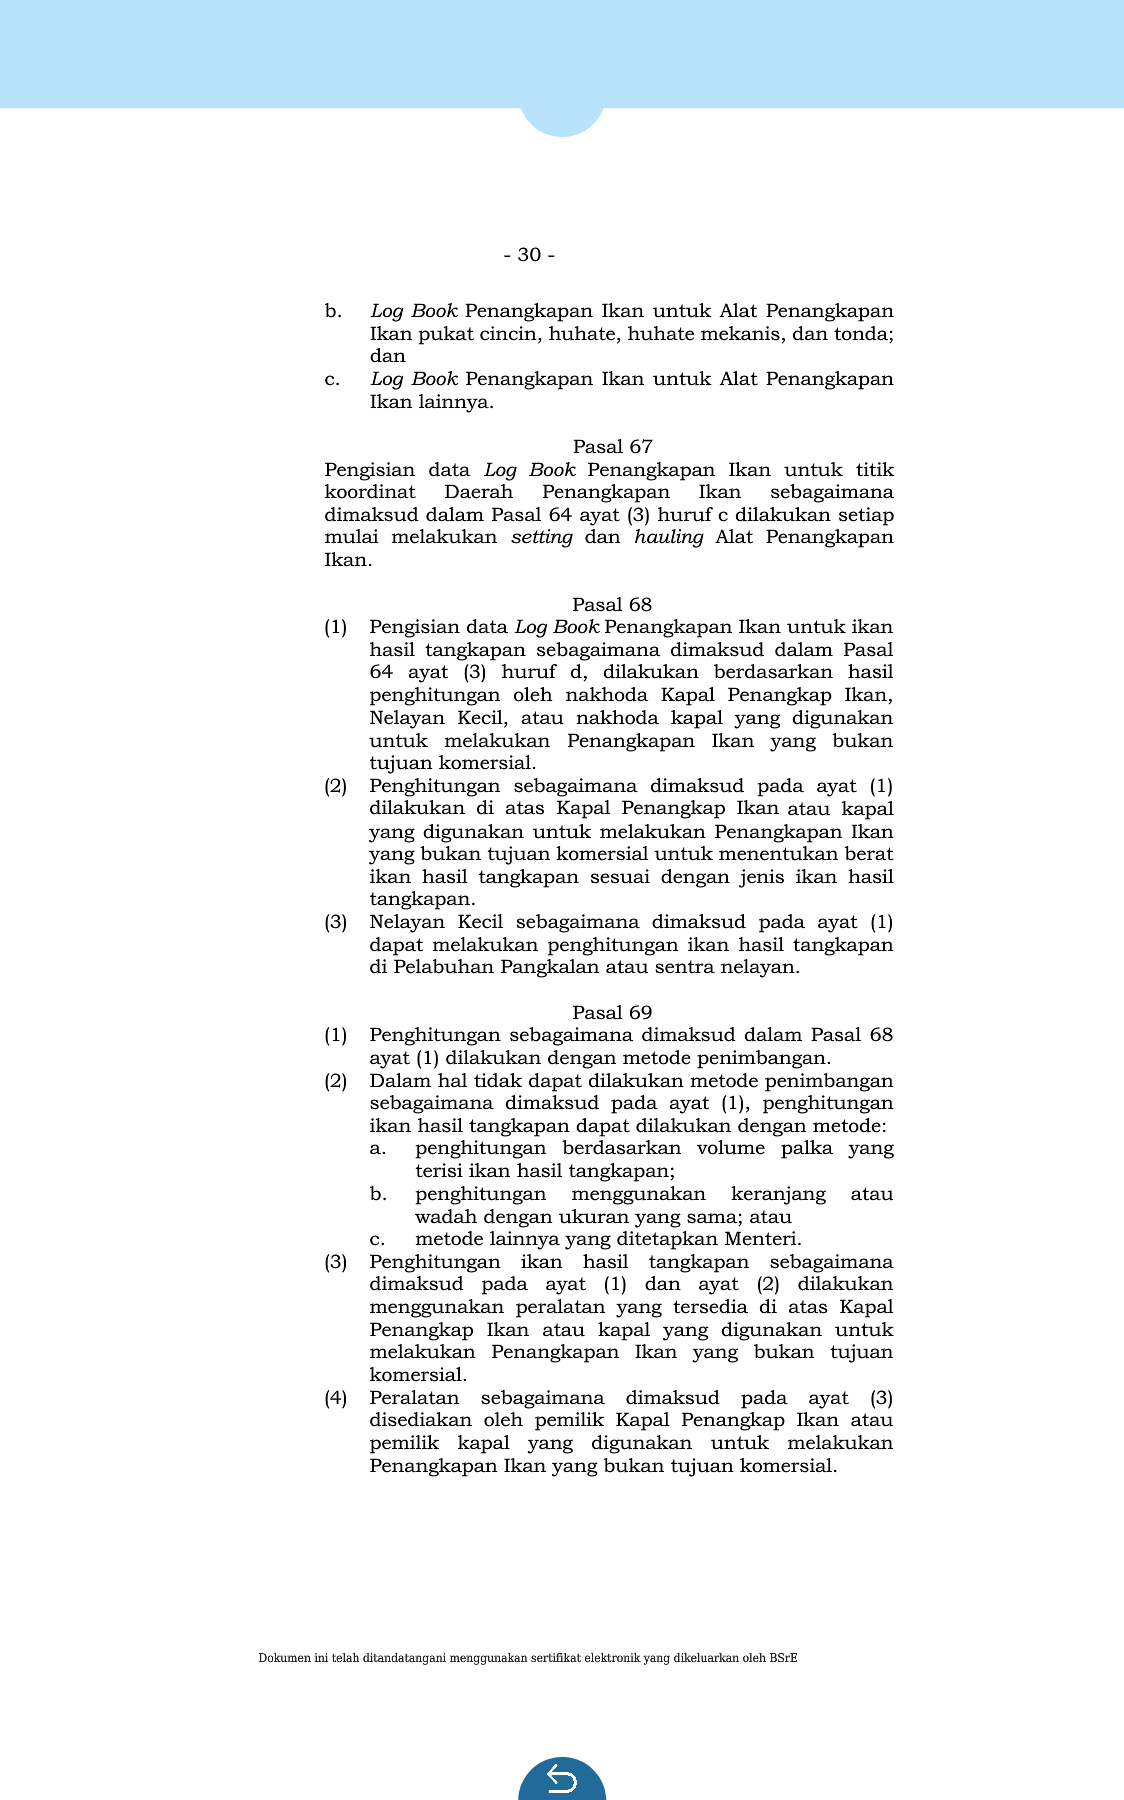 - 30 -
b. Log Book Penangkapan Ikan untuk Alat Penangkapan
Ikan pukat cincin, huhate, huhate mekanis, dan tonda;
dan
c. Log Book Penangkapan Ikan untuk Alat Penangkapan
Ikan lainnya.
Pasal 67
Pengisian data Log Book Penangkapan Ikan untuk titik
koordinat Daerah Penangkapan Ikan sebagaimana
dimaksud dalam Pasal 64 ayat (3) huruf c dilakukan setiap
mulai melakukan setting dan hauling Alat Penangkapan
Ikan.
Pasal 68
(1) Pengisian data Log Book Penangkapan Ikan untuk ikan
hasil tangkapan sebagaimana dimaksud dalam Pasal
64 ayat (3) huruf d, dilakukan berdasarkan hasil
penghitungan oleh nakhoda Kapal Penangkap Ikan,
Nelayan Kecil, atau nakhoda kapal yang digunakan
untuk melakukan Penangkapan Ikan yang bukan
tujuan komersial.
(2) Penghitungan sebagaimana dimaksud pada ayat (1)
dilakukan di atas Kapal Penangkap Ikan atau kapal
yang digunakan untuk melakukan Penangkapan Ikan
yang bukan tujuan komersial untuk menentukan berat
ikan hasil tangkapan sesuai dengan jenis ikan hasil
tangkapan.
(3) Nelayan Kecil sebagaimana dimaksud pada ayat (1)
dapat melakukan penghitungan ikan hasil tangkapan
di Pelabuhan Pangkalan atau sentra nelayan.
Pasal 69
(1) Penghitungan sebagaimana dimaksud dalam Pasal 68
ayat (1) dilakukan dengan metode penimbangan.
(2) Dalam hal tidak dapat dilakukan metode penimbangan
sebagaimana dimaksud pada ayat (1), penghitungan
ikan hasil tangkapan dapat dilakukan dengan metode:
a. penghitungan berdasarkan volume palka yang
terisi ikan hasil tangkapan;
b. penghitungan menggunakan keranjang atau
wadah dengan ukuran yang sama; atau
c. metode lainnya yang ditetapkan Menteri.
(3) Penghitungan ikan hasil tangkapan sebagaimana
dimaksud pada ayat (1) dan ayat (2) dilakukan
menggunakan peralatan yang tersedia di atas Kapal
Penangkap Ikan atau kapal yang digunakan untuk
melakukan Penangkapan Ikan yang bukan tujuan
komersial.
(4) Peralatan sebagaimana dimaksud pada ayat (3)
disediakan oleh pemilik Kapal Penangkap Ikan atau
pemilik kapal yang digunakan untuk melakukan
Penangkapan Ikan yang bukan tujuan komersial.
Dokumen ini telah ditandatangani menggunakan sertifikat elektronik yang dikeluarkan oleh BSrE